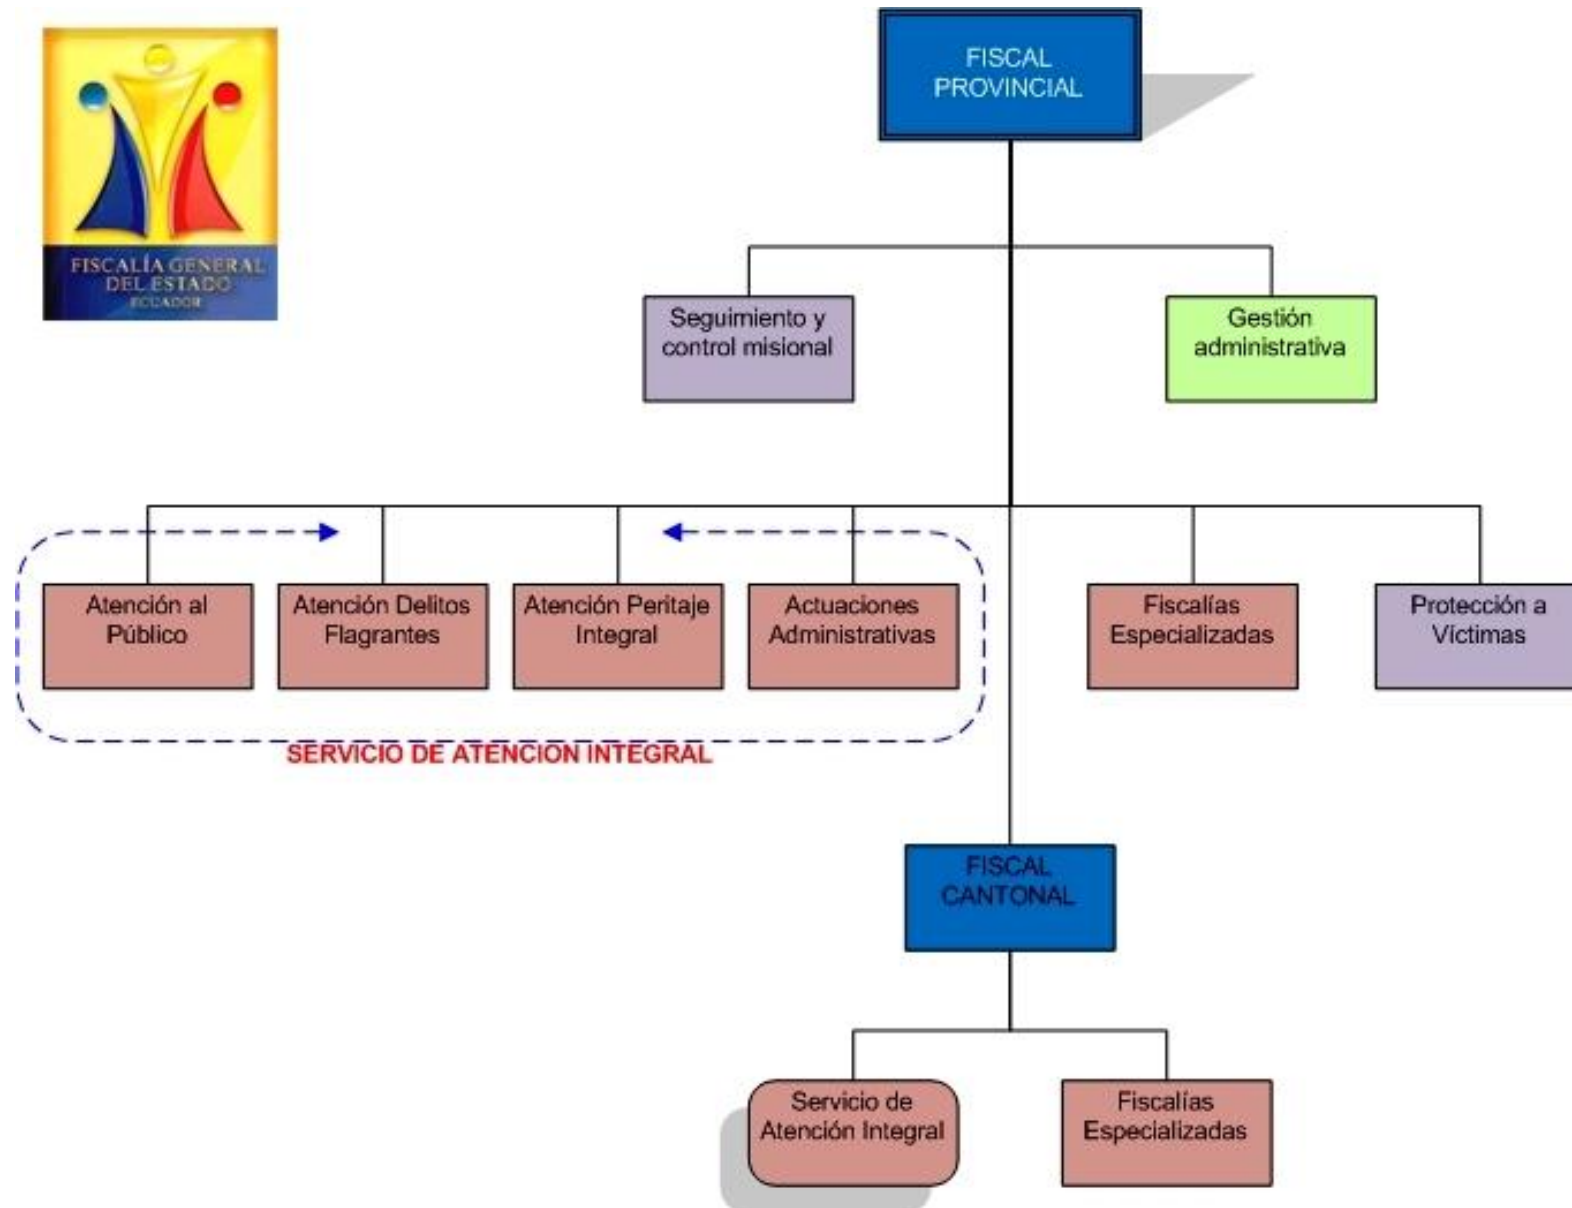 FISCALÍA GENERAL
DEL ESTADO
ECUADOR
FISCAL
PROVINCIAL
Seguimiento y
control misional
Gestión
administrativa
Atención al
Público
Atención Delitos
Flagrantes
Atención Peritaje
Integral
Actuaciones
Administrativas
Fiscalías
Especializadas
Protección a
Víctimas
SERVICIO DE ATENCION INTEGRAL
FISCAL
CANTONAL
Servicio de
Atención Integral
Fiscalías
Especializadas